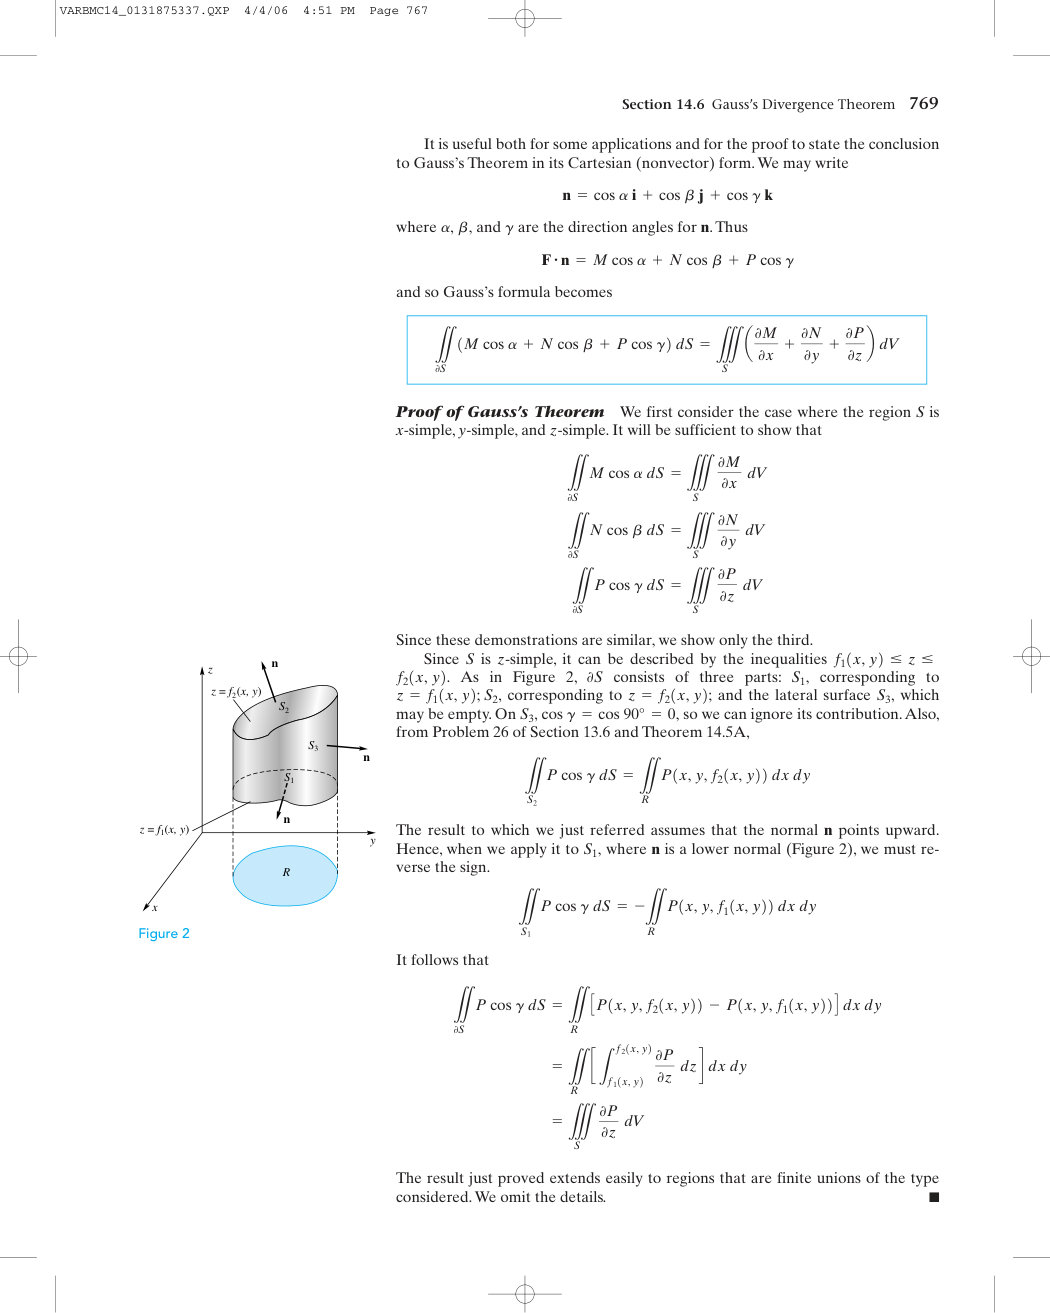 VARBMC14_0131875337.QXP 4/4/06 4:51 PM Page 767
Section 14.6 Gauss's Divergence Theorem 769
It is useful both for some applications and for the proof to state the conclusion
to Gauss's Theorem in its Cartesian (nonvector) form. We may write
n = cos α i + cos β j + cos γ k
where α, β, and γ are the direction angles for n. Thus
F · n = M cos α + N cos β + P cos γ
and so Gauss's formula becomes
∬_∂S (M cos α + N cos β + P cos γ) dS = ∭_S (∂M/∂x + ∂N/∂y + ∂P/∂z) dV
Proof of Gauss's Theorem We first consider the case where the region S is
x-simple, y-simple, and z-simple. It will be sufficient to show that
∬_∂S M cos α dS = ∭_S ∂M/∂x dV
∬_∂S N cos β dS = ∭_S ∂N/∂y dV
∬_∂S P cos γ dS = ∭_S ∂P/∂z dV
Since these demonstrations are similar, we show only the third.
Since S is z-simple, it can be described by the inequalities f₁(x, y) ≤ z ≤
f₂(x, y). As in Figure 2, ∂S consists of three parts: S₁, corresponding to
z = f₁(x, y); S₂, corresponding to z = f₂(x, y); and the lateral surface S₃, which
may be empty. On S₃, cos γ = cos 90° = 0, so we can ignore its contribution. Also,
from Problem 26 of Section 13.6 and Theorem 14.5A,
∬_S₂ P cos γ dS = ∬_R P(x, y, f₂(x, y)) dx dy
The result to which we just referred assumes that the normal n points upward.
Hence, when we apply it to S₁, where n is a lower normal (Figure 2), we must re-
verse the sign.
∬_S₁ P cos γ dS = −∬_R P(x, y, f₁(x, y)) dx dy
It follows that
∬_∂S P cos γ dS = ∬_R [P(x, y, f₂(x, y)) − P(x, y, f₁(x, y))] dx dy
= ∬_R [∫_{f₁(x, y)}^{f₂(x, y)} ∂P/∂z dz] dx dy
= ∭_S ∂P/∂z dV
The result just proved extends easily to regions that are finite unions of the type
considered. We omit the details. ■
z
n
z = f₂(x, y)
S₂
S₃
n
S₁
n
z = f₁(x, y)
y
R
x
Figure 2